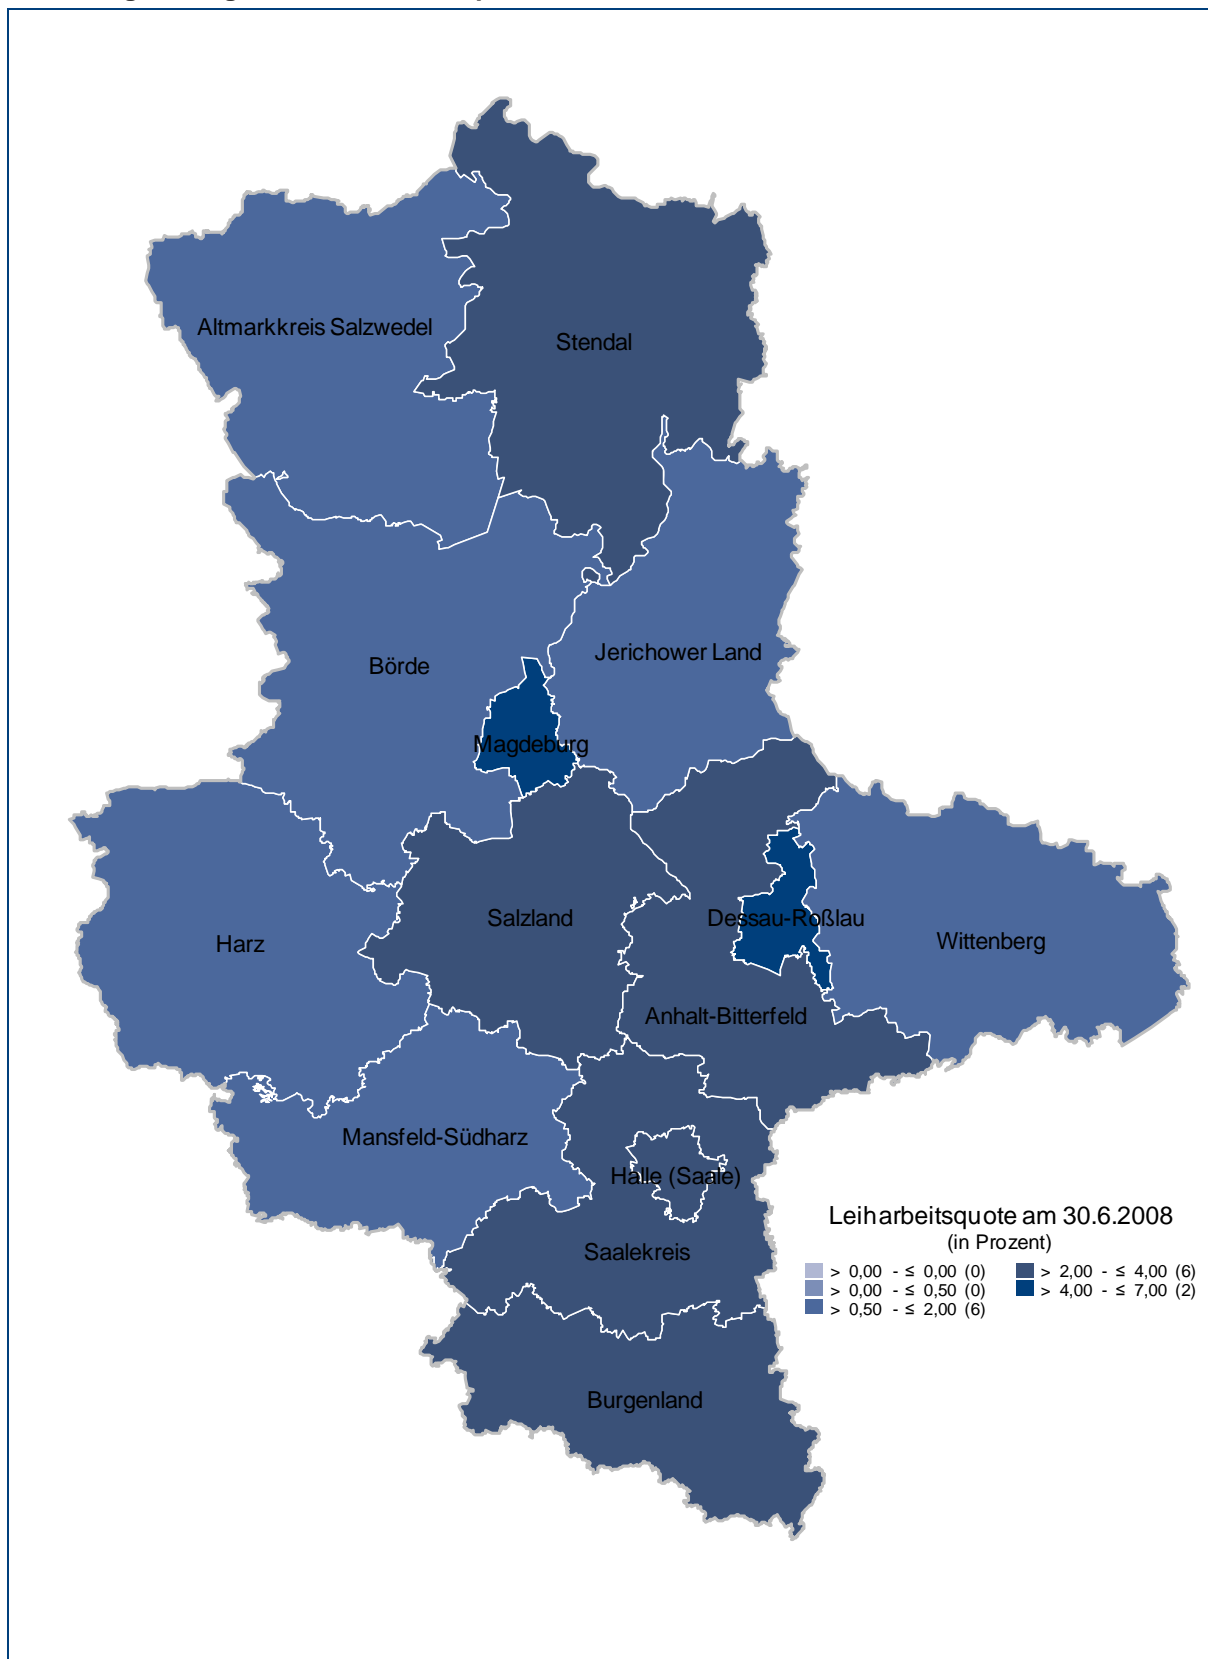 Altmarkkreis Salzwedel
Stendal
Jerichower Land
Börde
Magdeburg
Salzland
Dessau-Roßlau
Harz
Wittenberg
Anhalt-Bitterfeld
Mansfeld-Südharz
Halle (Saale)
Saalekreis
Burgenland
Leiharbeitsquote am 30.6.2008
(in Prozent)
> 0,00 - ≤ 0,00 (0)
> 0,00 - ≤ 0,50 (0)
> 0,50 - ≤ 2,00 (6)
> 2,00 - ≤ 4,00 (6)
> 4,00 - ≤ 7,00 (2)